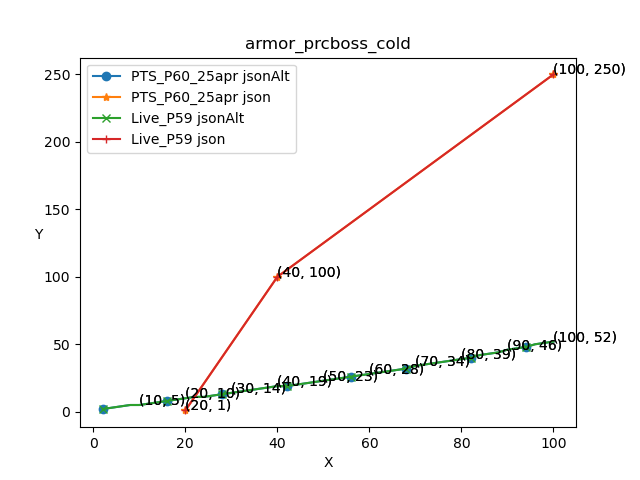 armor_prcboss_cold
PTS_P60_25apr jsonAlt
PTS_P60_25apr json
Live_P59 jsonAlt
Live_P59 json
Y
250
200
150
100
50
0
(100, 250)
(40, 100)
(10, 5)
(20, 10)
(20, 1)
(30, 14)
(40, 19)
(50, 23)
(60, 28)
(70, 34)
(80, 39)
(90, 46)
(100, 52)
0 20 40 60 80 100
X